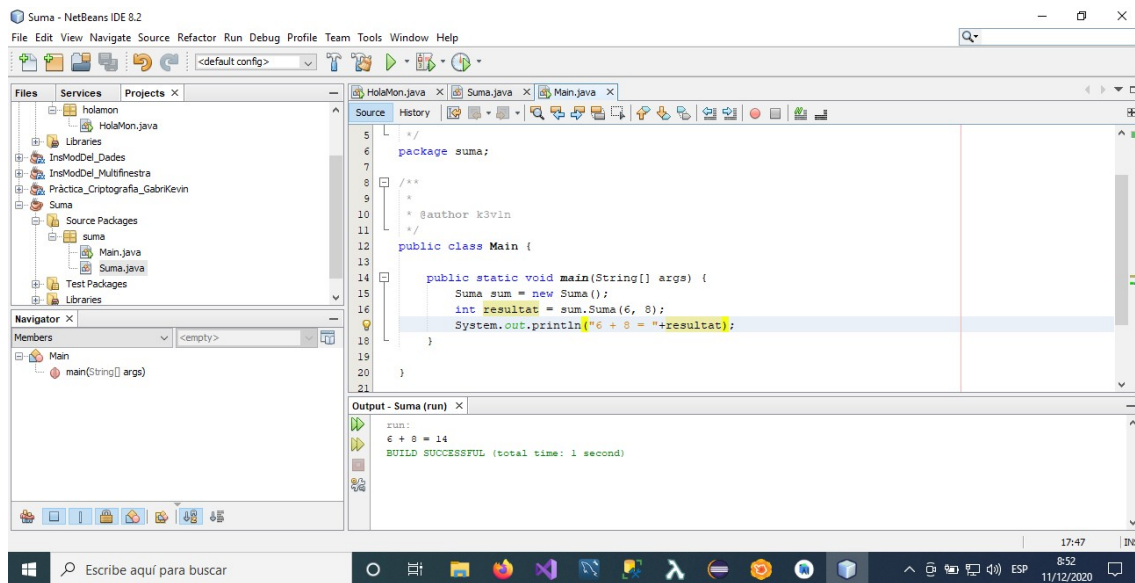 Suma - NetBeans IDE 8.2
File Edit View Navigate Source Refactor Run Debug Profile Team Tools Window Help
<default config>
Files Services Projects
holamon
HolaMon.java
Libraries
InsModDel_Dades
InsModDel_Multifinestra
Pràctica_Criptografia_GabriKevin
Suma
Source Packages
suma
Main.java
Suma.java
Test Packages
Libraries
Navigator
Members <empty>
Main
main(String[] args)
HolaMon.java Suma.java Main.java
Source History
5 */
6 package suma;
7
8 /**
9 *
10 * @author k3v1n
11 */
12 public class Main {
13
14 public static void main(String[] args) {
15 Suma sum = new Suma();
16 int resultat = sum.Suma(6, 8);
System.out.println("6 + 8 = "+resultat);
18 }
19
20 }
21
Output - Suma (run)
run:
6 + 8 = 14
BUILD SUCCESSFUL (total time: 1 second)
17:47 IN
Escribe aquí para buscar
ESP
8:52
11/12/2020